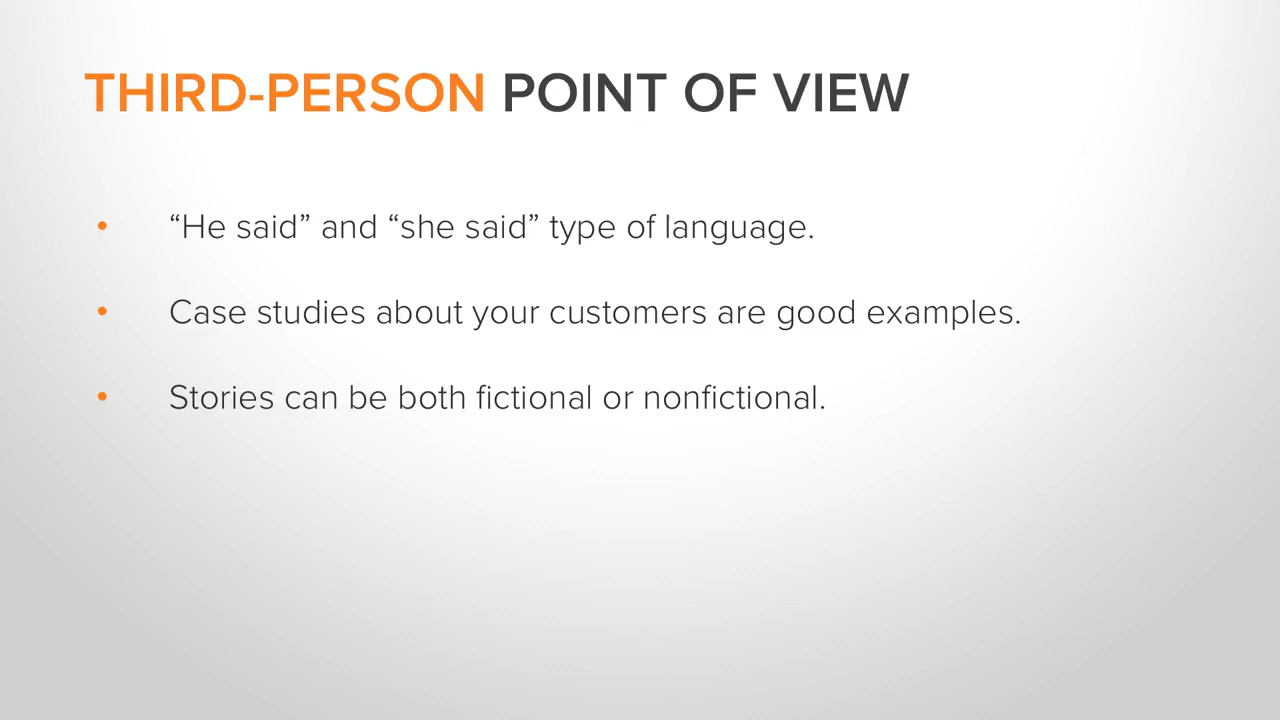 THIRD-PERSON POINT OF VIEW
• “He said” and “she said” type of language.
• Case studies about your customers are good examples.
• Stories can be both fictional or nonfictional.